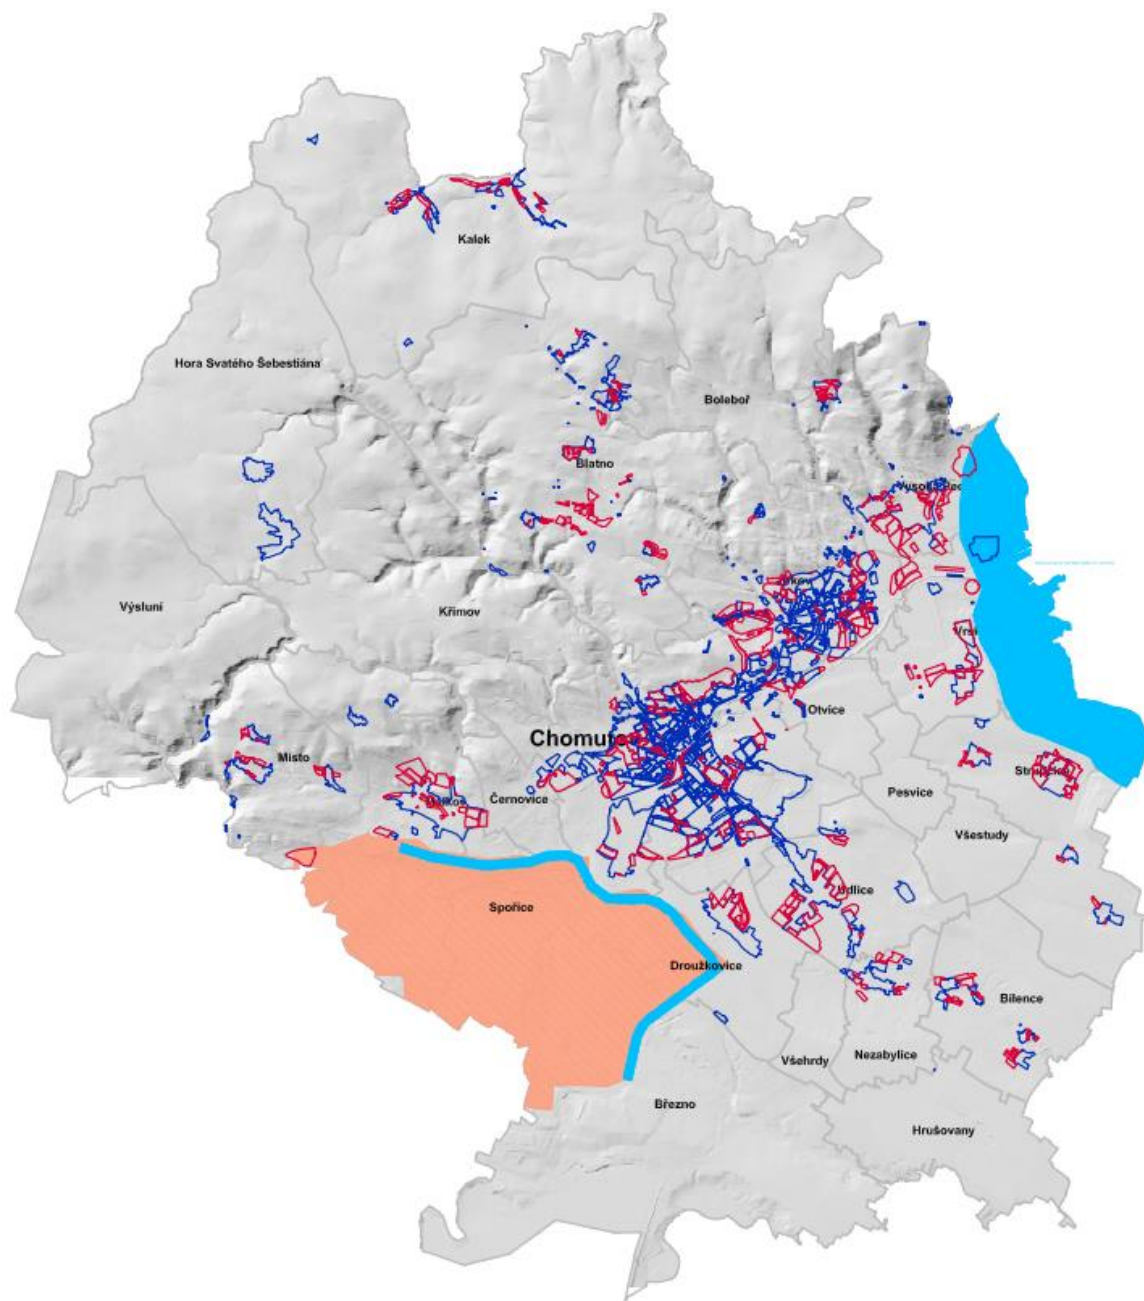 Kalek
Hora Svatého Šebestiána
Boleboř
Blatno
Výsluní
Křimov
Otvice
Chomutov
Místo
Černovice
Pesvice
Všestudy
Údlice
Spořice
Droužkovice
Bílence
Všehrdy
Nezabylice
Březno
Hrušovany